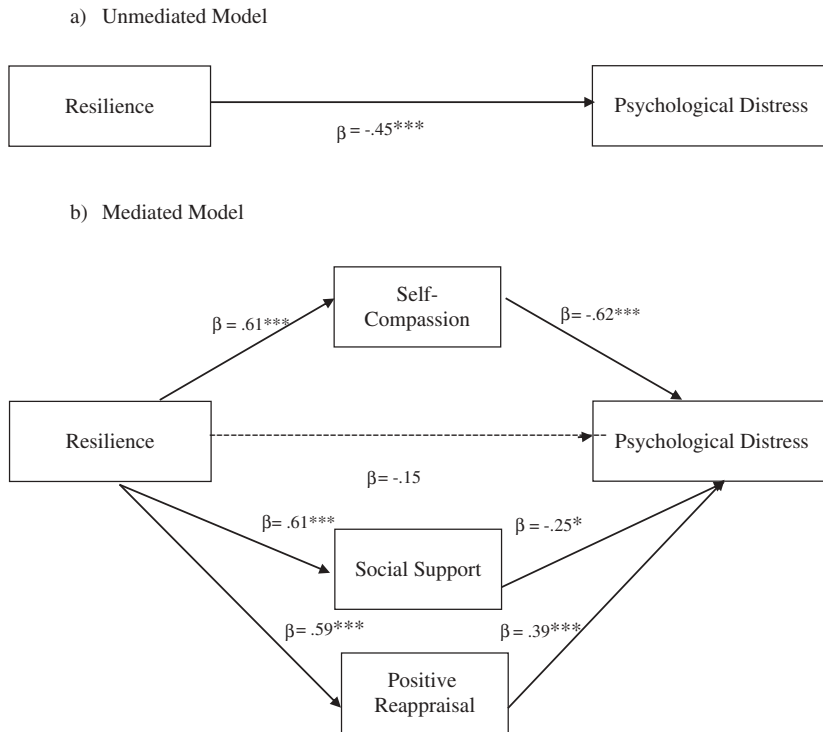 a) Unmediated Model
Resilience
Psychological Distress
β = -.45***
b) Mediated Model
Self-
Compassion
β = .61***
β= -.62***
Resilience
Psychological Distress
β= -.15
β= .61***
β = -.25*
Social Support
β= .59***
β= .39***
Positive
Reappraisal